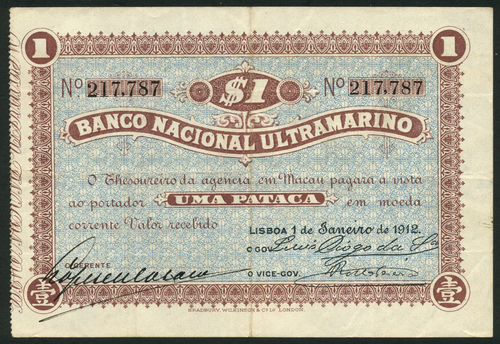 1 1
Nº 217.787 $1 Nº 217.787
BANCO NACIONAL ULTRAMARINO
O Thesoureiro da agencia em Macau pagará á vista
ao portador UMA PATACA em moeda
corrente Valor recebido
LISBOA 1 de Janeiro de 1912.
O GERENTE
O GOV.
O VICE-GOV.
壹 壹
BRADBURY, WILKINSON & Cº Lᵈ LONDON.